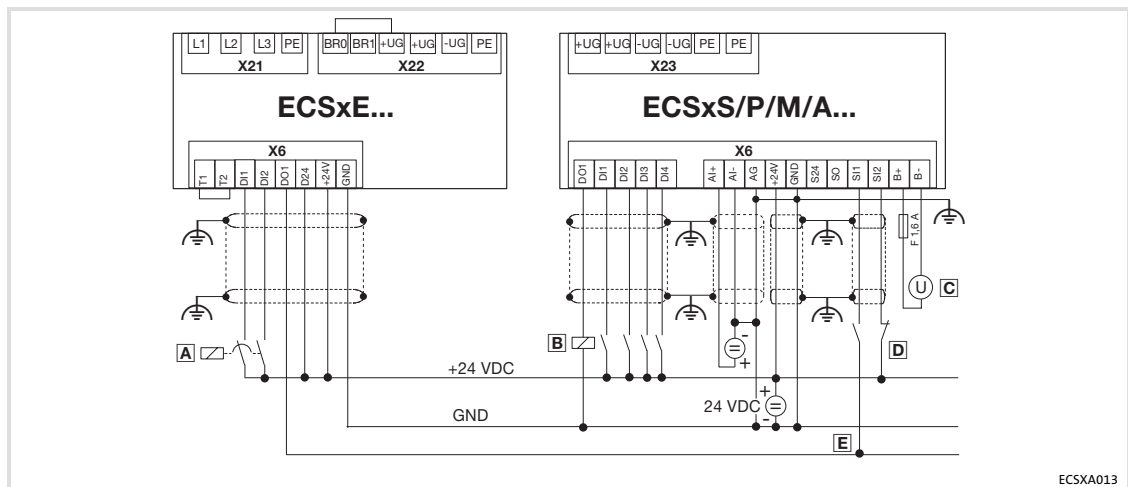 L1 L2 L3 PE BR0 BR1 +UG +UG -UG PE
X21 X22
+UG +UG -UG -UG PE PE
X23
ECSxE... ECSxS/P/M/A...
X6
T1 T2 DI1 DI2 DO1 D24 +24V GND
X6
DO1 DI1 DI2 DI3 DI4 AI+ AI- AG +24V GND S24 SO SI1 SI2 B+ B-
F 1,6 A
U C
A B - + D
+24 VDC
24 VDC + -
GND
E
ECSXA013